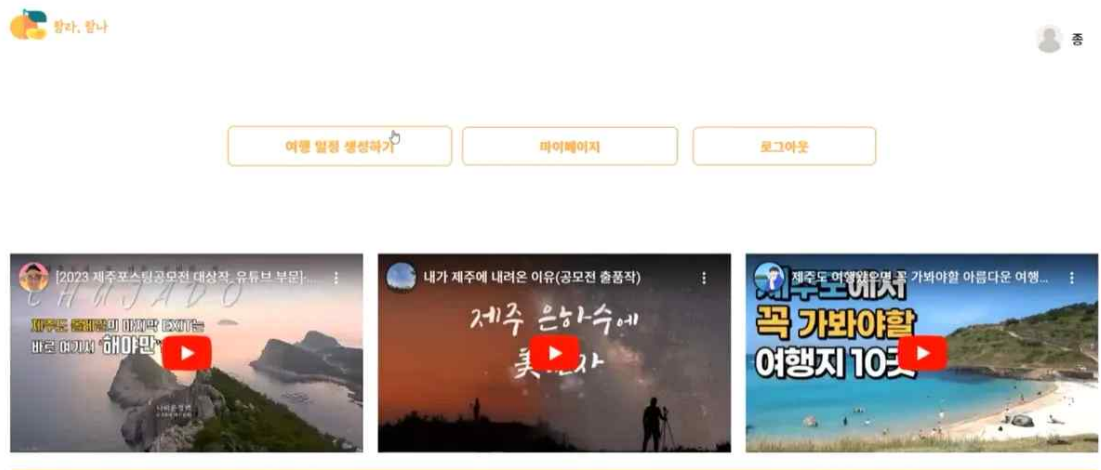 할라, 할나
종
여행 일정 생성하기
마이페이지
로그아웃
[2023 제주포스팅공모전 대상작, 유튜브 부문]-...
CHUJADO
제주도 올레길의 마지막 EXIT는
바로 여기서 "해야만"
내가 제주에 내려온 이유(공모전 출품작)
제주 은하수에
美
제주도 여행왔으면 꼭 가봐야할 아름다운 여행...
제주도에서
꼭 가봐야할
여행지 10곳